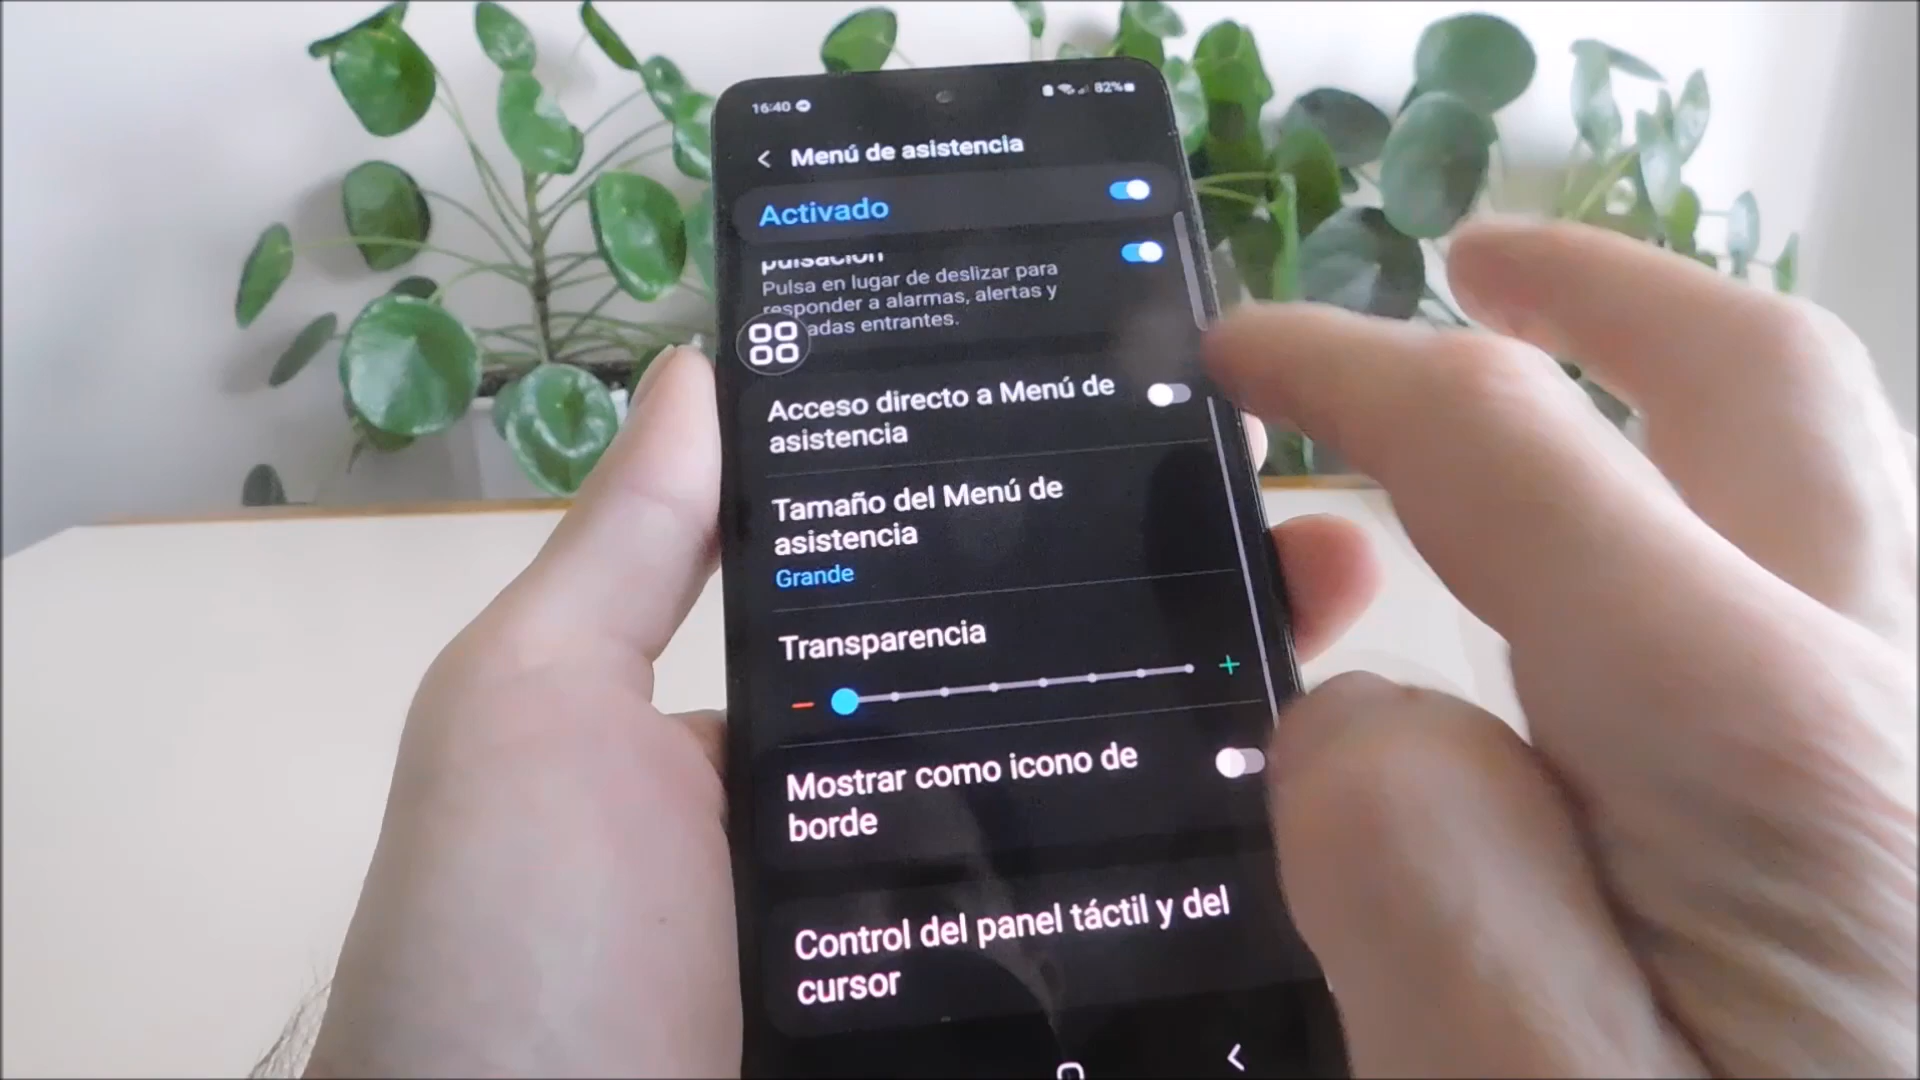 16:40
82%
Menú de asistencia
Activado
pulsación
Pulsa en lugar de deslizar para
responder a alarmas, alertas y
adas entrantes.
Acceso directo a Menú de
asistencia
Tamaño del Menú de
asistencia
Grande
Transparencia
Mostrar como icono de
borde
Control del panel táctil y del
cursor